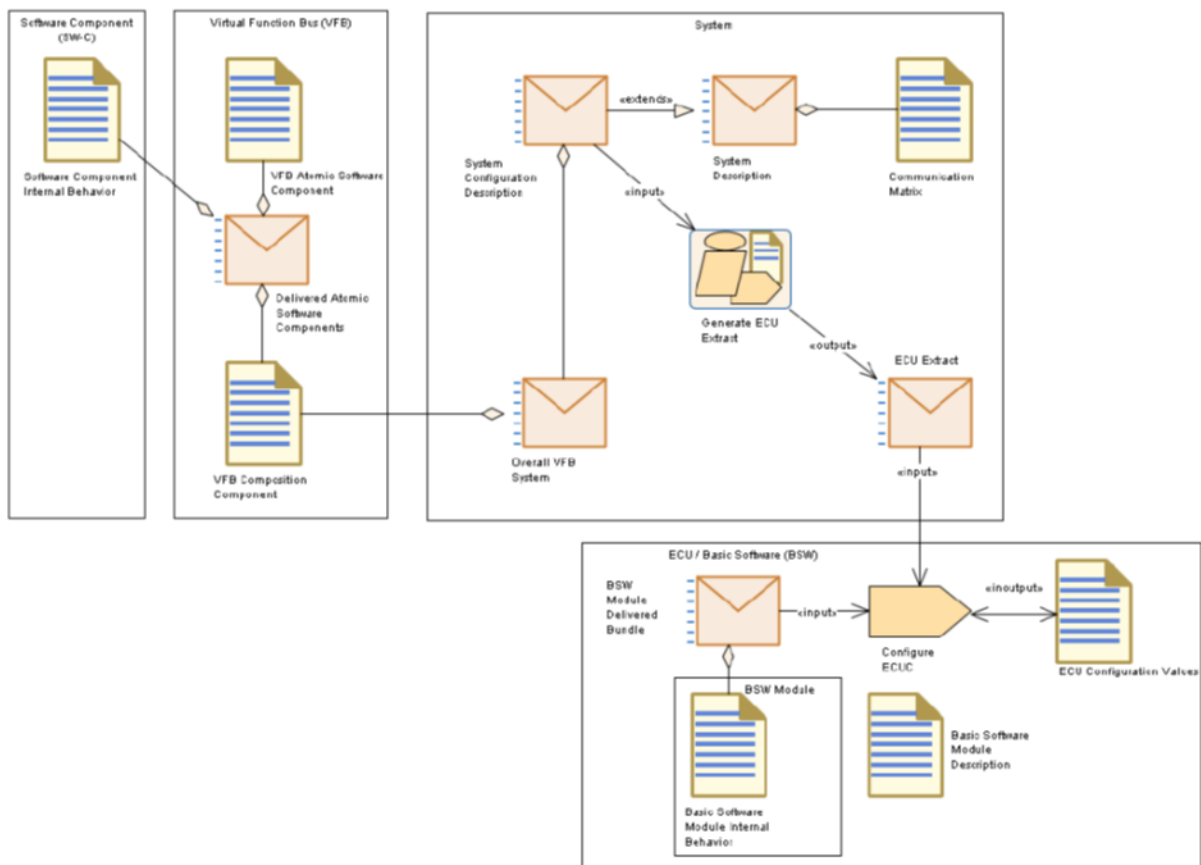 Software Component
(SW-C)
Software Component
Internal Behavior
Virtual Function Bus (VFB)
VFB Atomic Software
Component
Delivered Atomic
Software
Components
VFB Composition
Component
System
«extends»
System
Configuration
Description
System
Description
Communication
Matrix
«input»
Generate ECU
Extract
«output»
ECU Extract
Overall VFB
System
«input»
ECU / Basic Software (BSW)
BSW
Module
Delivered
Bundle
«input»
Configure
ECUC
«inoutput»
ECU Configuration Values
BSW Module
Basic Software
Module Internal
Behavior
Basic Software
Module
Description